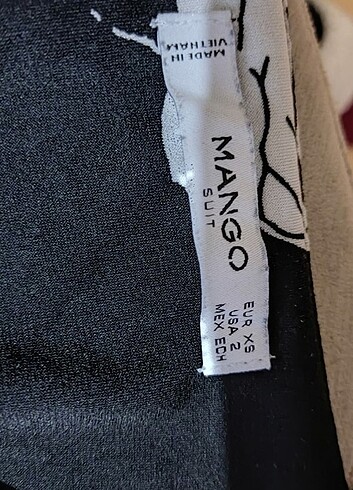 MADE IN
VIETNAM
MANGO
SUIT
EUR XS
USA 2
MEX ECH